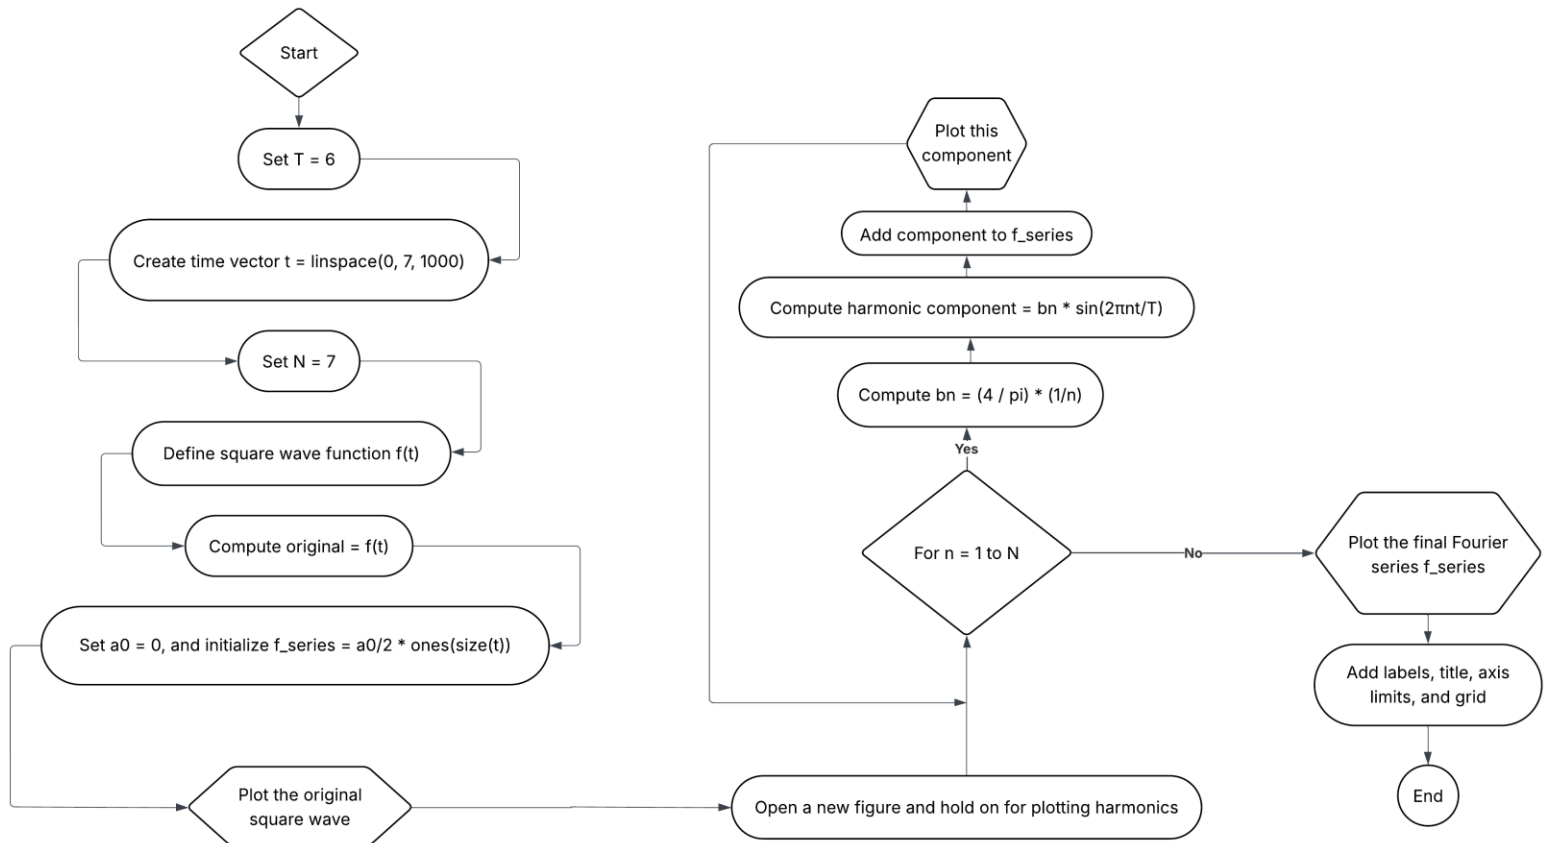 Start
Set T = 6
Create time vector t = linspace(0, 7, 1000)
Set N = 7
Define square wave function f(t)
Compute original = f(t)
Set a0 = 0, and initialize f_series = a0/2 * ones(size(t))
Plot the original
square wave
Open a new figure and hold on for plotting harmonics
For n = 1 to N
Yes
Compute bn = (4 / pi) * (1/n)
Compute harmonic component = bn * sin(2πnt/T)
Add component to f_series
Plot this
component
No
Plot the final Fourier
series f_series
Add labels, title, axis
limits, and grid
End